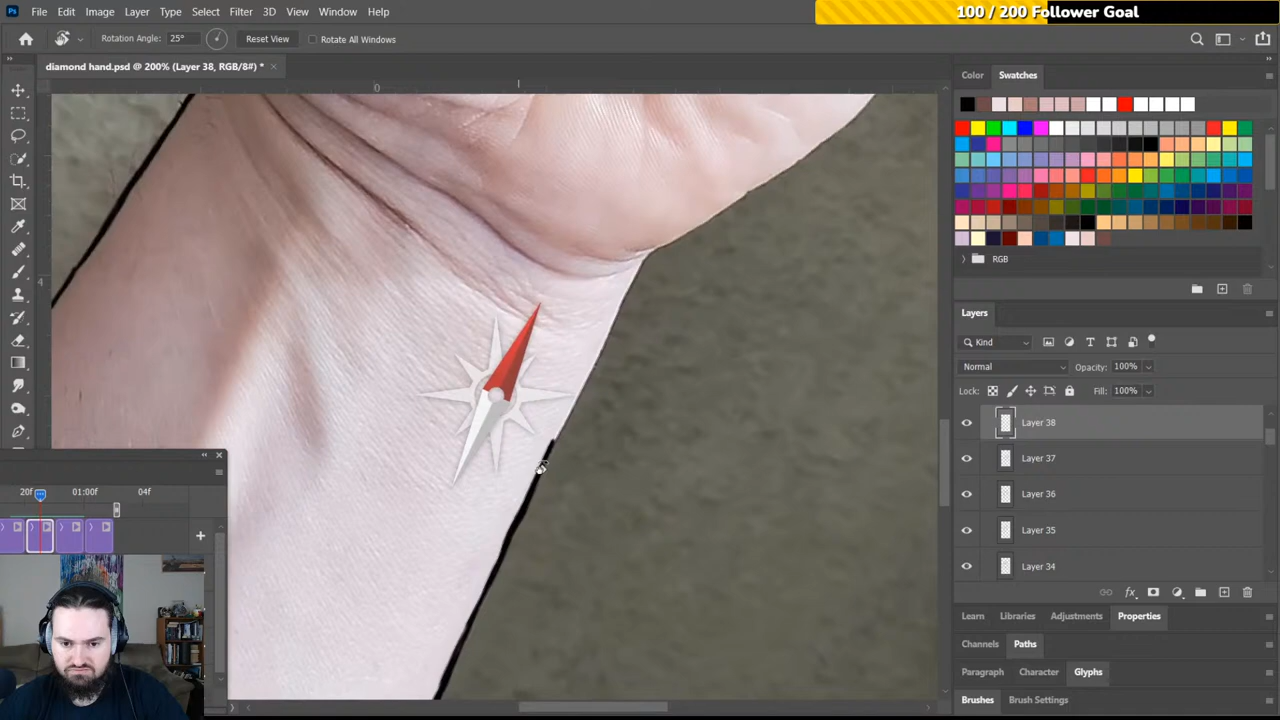 Ps File Edit Image Layer Type Select Filter 3D View Window Help
100 / 200 Follower Goal
Rotation Angle: 25° Reset View Rotate All Windows
diamond hand.psd @ 200% (Layer 38, RGB/8#) *
Color Swatches
0
4
RGB
Layers
Kind
Normal Opacity: 100%
Lock: Fill: 100%
Layer 38
Layer 37
Layer 36
Layer 35
Layer 34
20f 01:00f 04f
Learn Libraries Adjustments Properties
Channels Paths
Paragraph Character Glyphs
Brushes Brush Settings